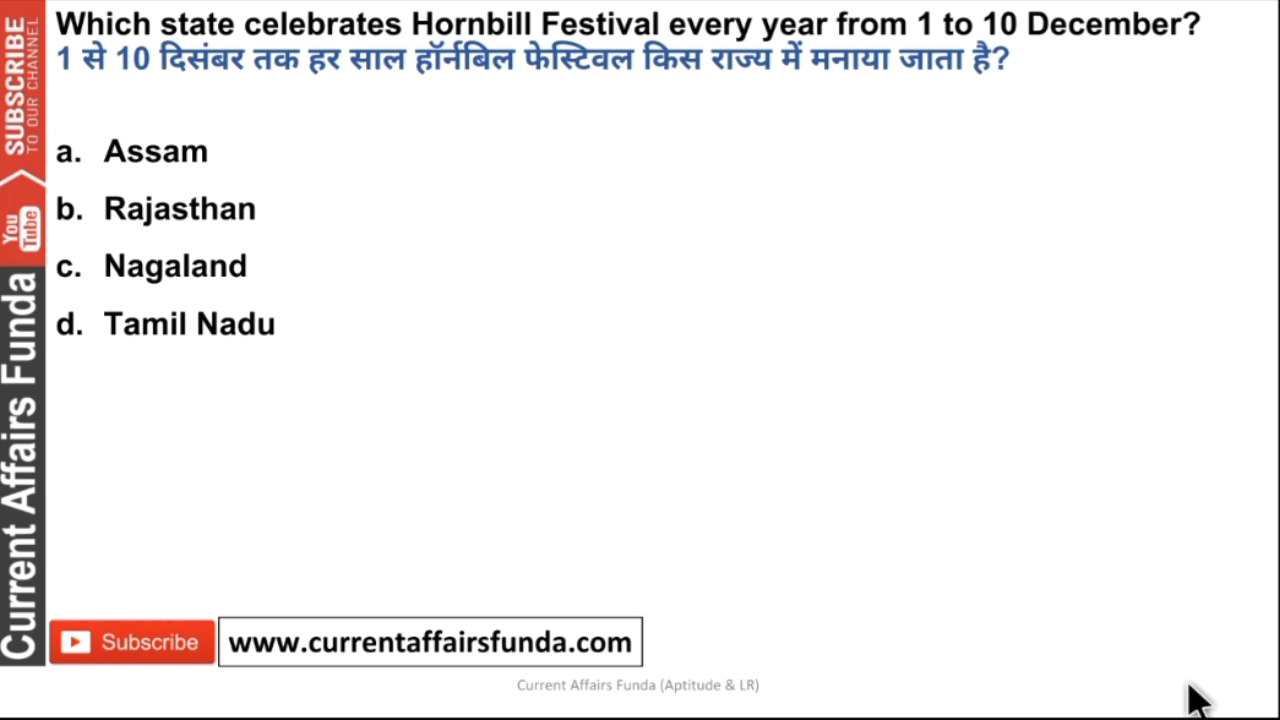 Which state celebrates Hornbill Festival every year from 1 to 10 December?
1 से 10 दिसंबर तक हर साल हॉर्नबिल फेस्टिवल किस राज्य में मनाया जाता है?
a. Assam
b. Rajasthan
c. Nagaland
d. Tamil Nadu
SUBSCRIBE
TO OUR CHANNEL
You
Tube
Current Affairs Funda
Subscribe
www.currentaffairsfunda.com
Current Affairs Funda (Aptitude & LR)